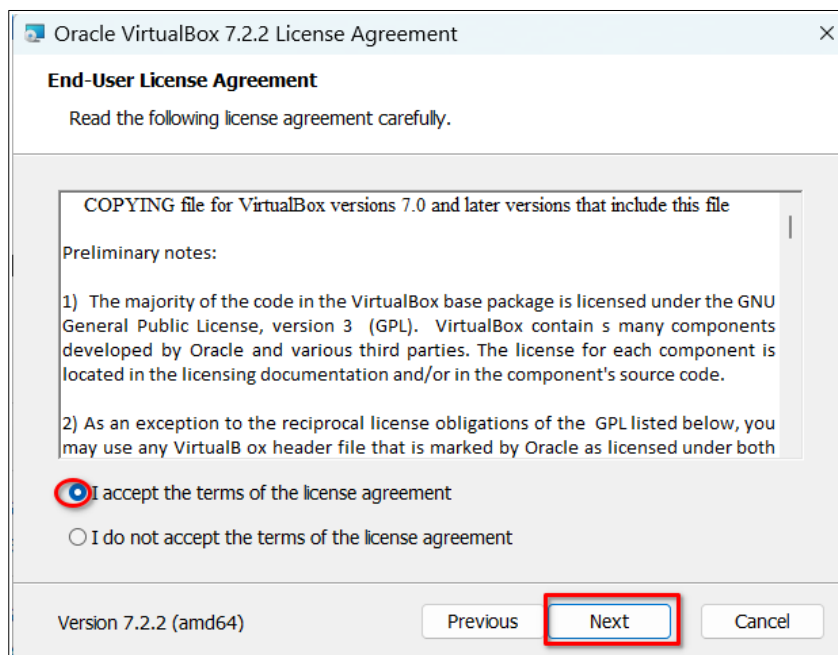 Oracle VirtualBox 7.2.2 License Agreement
End-User License Agreement
Read the following license agreement carefully.
COPYING file for VirtualBox versions 7.0 and later versions that include this file
Preliminary notes:
1) The majority of the code in the VirtualBox base package is licensed under the GNU
General Public License, version 3 (GPL). VirtualBox contain s many components
developed by Oracle and various third parties. The license for each component is
located in the licensing documentation and/or in the component's source code.
2) As an exception to the reciprocal license obligations of the GPL listed below, you
may use any VirtualB ox header file that is marked by Oracle as licensed under both
I accept the terms of the license agreement
I do not accept the terms of the license agreement
Version 7.2.2 (amd64)
Previous
Next
Cancel